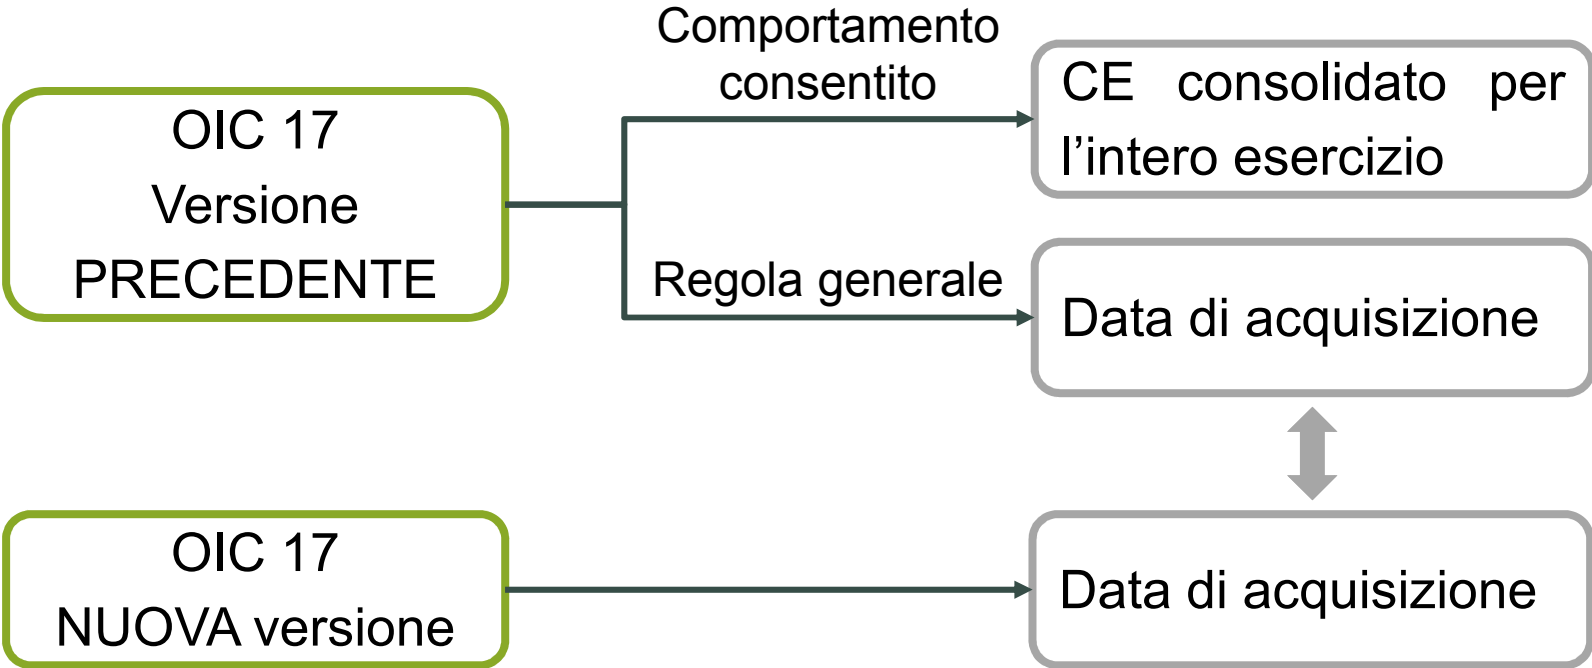 OIC 17
Versione
PRECEDENTE
Comportamento
consentito
CE consolidato per
l’intero esercizio
Regola generale
Data di acquisizione
OIC 17
NUOVA versione
Data di acquisizione